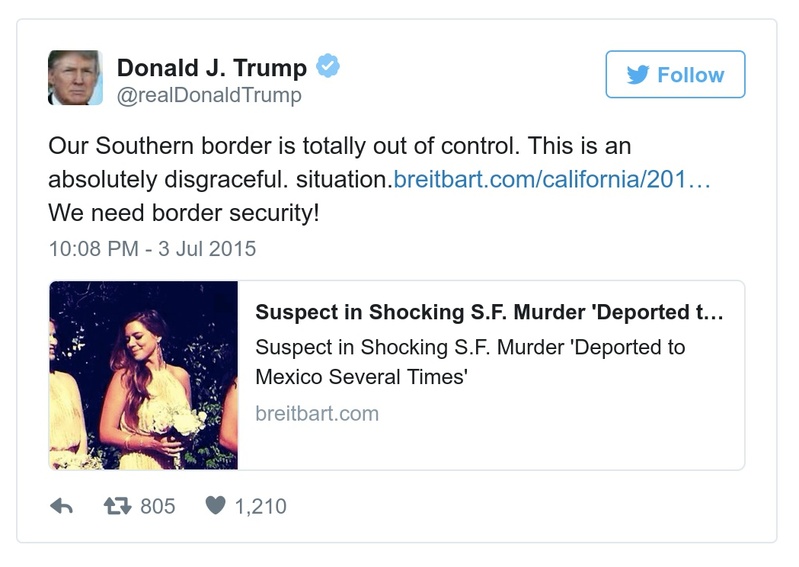 Donald J. Trump
@realDonaldTrump
Follow
Our Southern border is totally out of control. This is an
absolutely disgraceful. situation.breitbart.com/california/201…
We need border security!
10:08 PM - 3 Jul 2015
Suspect in Shocking S.F. Murder 'Deported t…
Suspect in Shocking S.F. Murder 'Deported to
Mexico Several Times'
breitbart.com
805
1,210